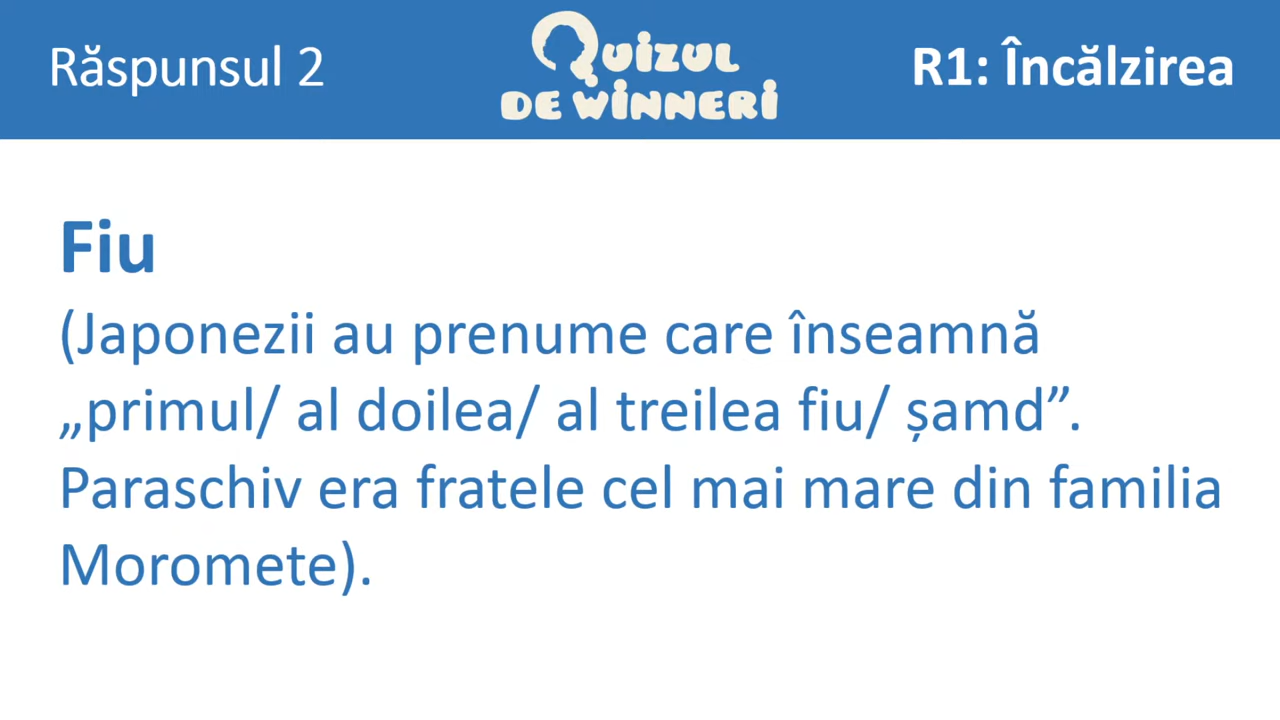 Răspunsul 2
QUIZUL
DE WINNERI
R1: Încălzirea
Fiu
(Japonezii au prenume care înseamnă
„primul/ al doilea/ al treilea fiu/ șamd”.
Paraschiv era fratele cel mai mare din familia
Moromete).